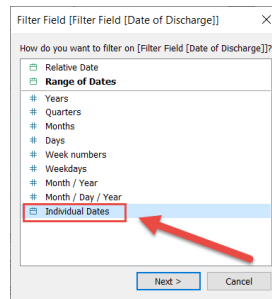 Filter Field [Filter Field [Date of Discharge]]
How do you want to filter on [Filter Field [Date of Discharge]]?
Relative Date
Range of Dates
# Years
# Quarters
# Months
# Days
# Week numbers
# Weekdays
# Month / Year
# Month / Day / Year
Individual Dates
Next > Cancel